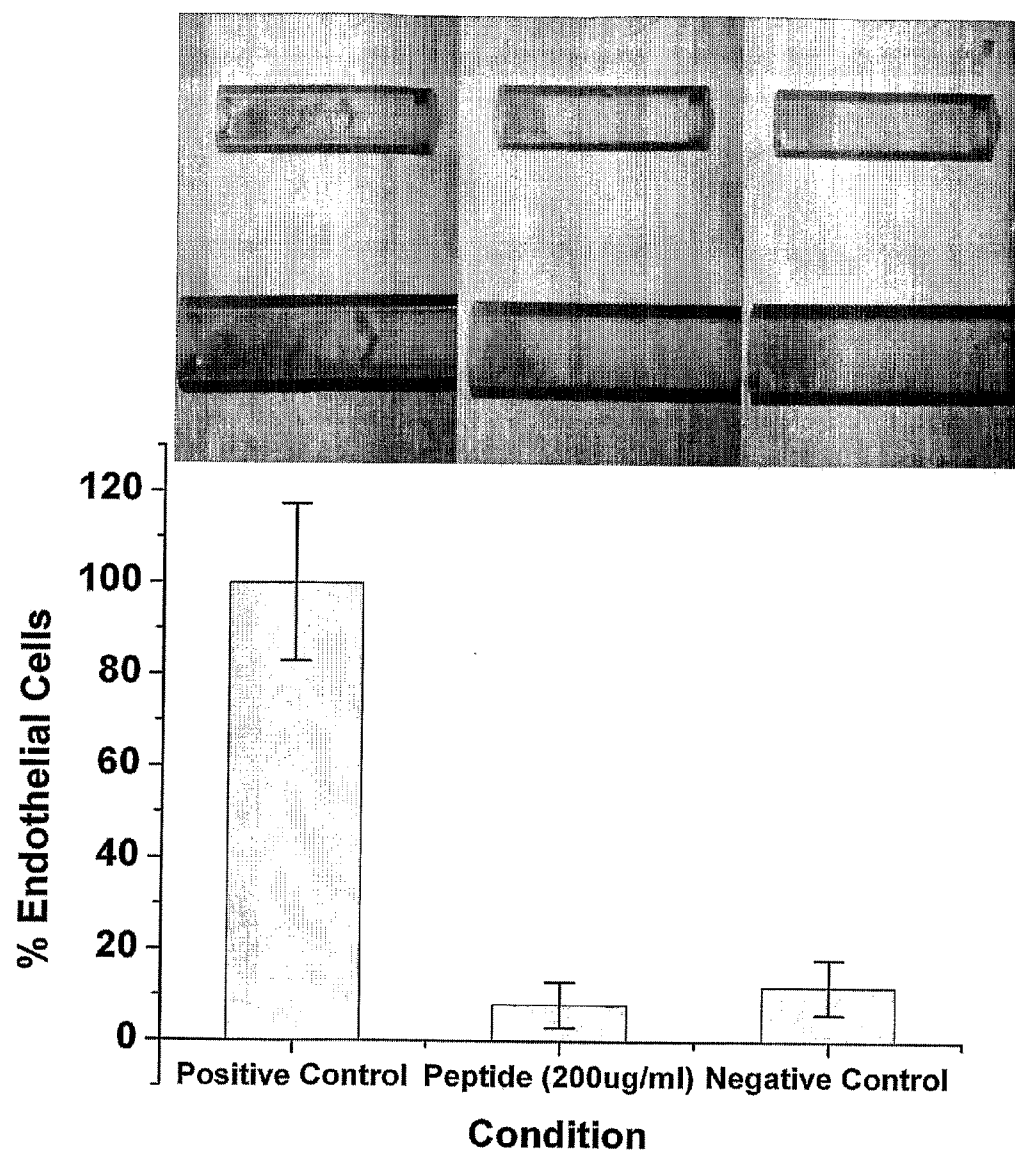 120
100
80
60
40
20
0
% Endothelial Cells
Positive Control Peptide (200ug/ml) Negative Control
Condition